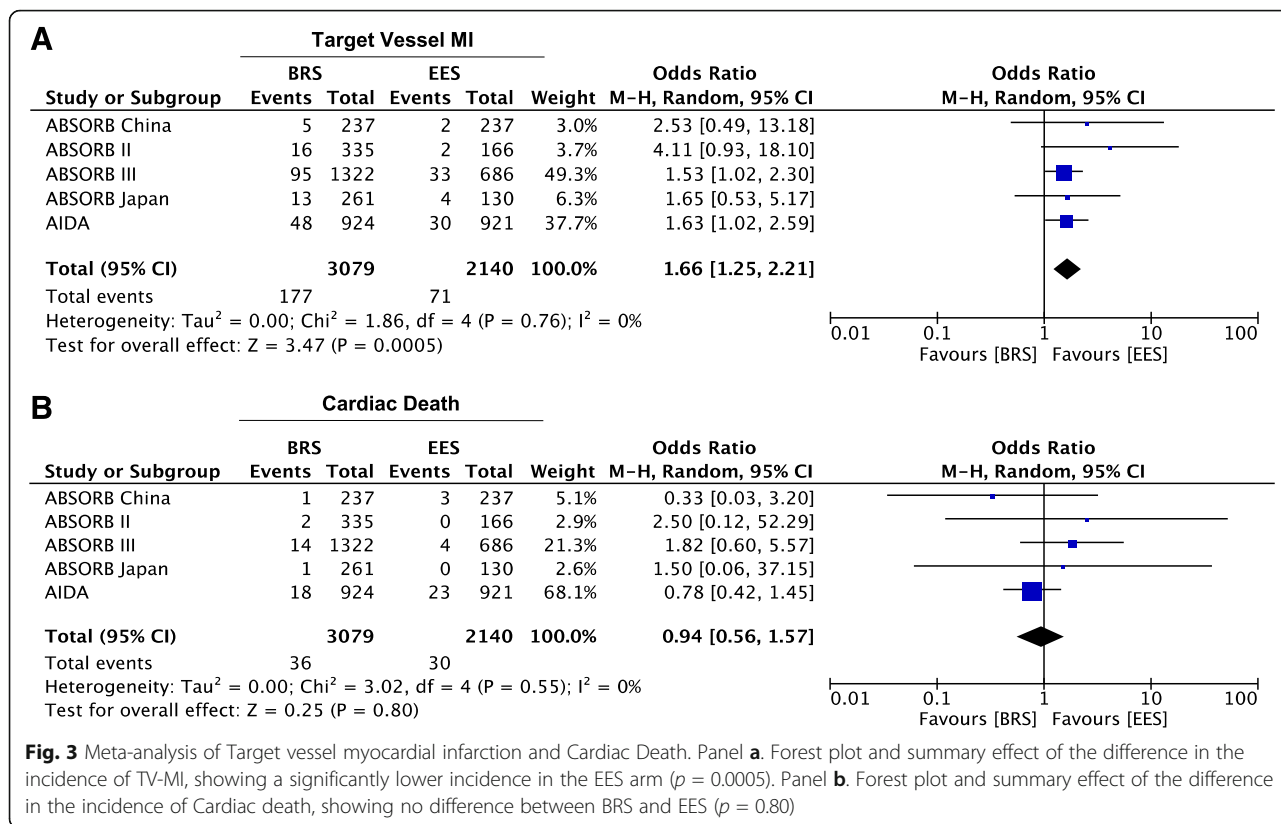 A
Target Vessel MI
BRS EES Odds Ratio Odds Ratio
Study or Subgroup Events Total Events Total Weight M-H, Random, 95% CI M-H, Random, 95% CI
ABSORB China 5 237 2 237 3.0% 2.53 [0.49, 13.18]
ABSORB II 16 335 2 166 3.7% 4.11 [0.93, 18.10]
ABSORB III 95 1322 33 686 49.3% 1.53 [1.02, 2.30]
ABSORB Japan 13 261 4 130 6.3% 1.65 [0.53, 5.17]
AIDA 48 924 30 921 37.7% 1.63 [1.02, 2.59]
Total (95% CI) 3079 2140 100.0% 1.66 [1.25, 2.21]
Total events 177 71
Heterogeneity: Tau² = 0.00; Chi² = 1.86, df = 4 (P = 0.76); I² = 0%
Test for overall effect: Z = 3.47 (P = 0.0005)
0.01 0.1 1 10 100
Favours [BRS] Favours [EES]
B
Cardiac Death
BRS EES Odds Ratio Odds Ratio
Study or Subgroup Events Total Events Total Weight M-H, Random, 95% CI M-H, Random, 95% CI
ABSORB China 1 237 3 237 5.1% 0.33 [0.03, 3.20]
ABSORB II 2 335 0 166 2.9% 2.50 [0.12, 52.29]
ABSORB III 14 1322 4 686 21.3% 1.82 [0.60, 5.57]
ABSORB Japan 1 261 0 130 2.6% 1.50 [0.06, 37.15]
AIDA 18 924 23 921 68.1% 0.78 [0.42, 1.45]
Total (95% CI) 3079 2140 100.0% 0.94 [0.56, 1.57]
Total events 36 30
Heterogeneity: Tau² = 0.00; Chi² = 3.02, df = 4 (P = 0.55); I² = 0%
Test for overall effect: Z = 0.25 (P = 0.80)
0.01 0.1 1 10 100
Favours [BRS] Favours [EES]
Fig. 3 Meta-analysis of Target vessel myocardial infarction and Cardiac Death. Panel a. Forest plot and summary effect of the difference in the
incidence of TV-MI, showing a significantly lower incidence in the EES arm (p = 0.0005). Panel b. Forest plot and summary effect of the difference
in the incidence of Cardiac death, showing no difference between BRS and EES (p = 0.80)